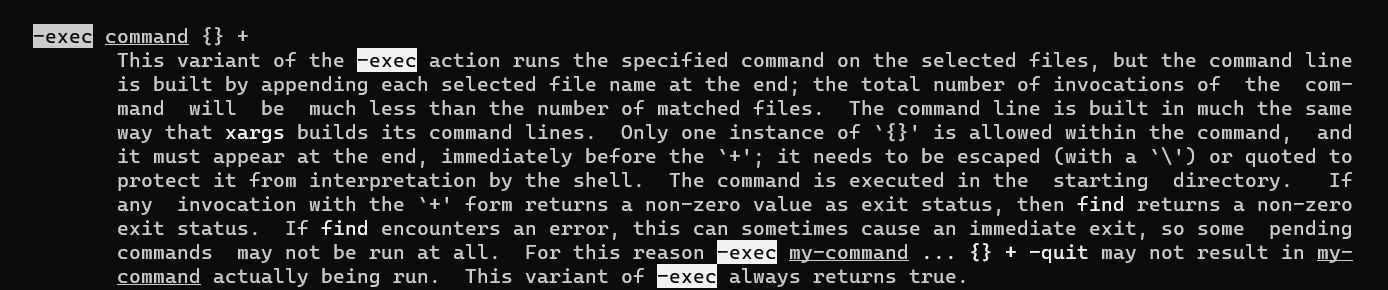 -exec command {} +
This variant of the -exec action runs the specified command on the selected files, but the command line
is built by appending each selected file name at the end; the total number of invocations of  the  com-
mand  will  be  much less than the number of matched files.  The command line is built in much the same
way that xargs builds its command lines.  Only one instance of `{}' is allowed within the command,  and
it must appear at the end, immediately before the `+'; it needs to be escaped (with a `\') or quoted to
protect it from interpretation by the shell.  The command is executed in the  starting  directory.   If
any  invocation with the `+' form returns a non-zero value as exit status, then find returns a non-zero
exit status.  If find encounters an error, this can sometimes cause an immediate exit, so some  pending
commands  may not be run at all.  For this reason -exec my-command ... {} + -quit may not result in my-
command actually being run.  This variant of -exec always returns true.